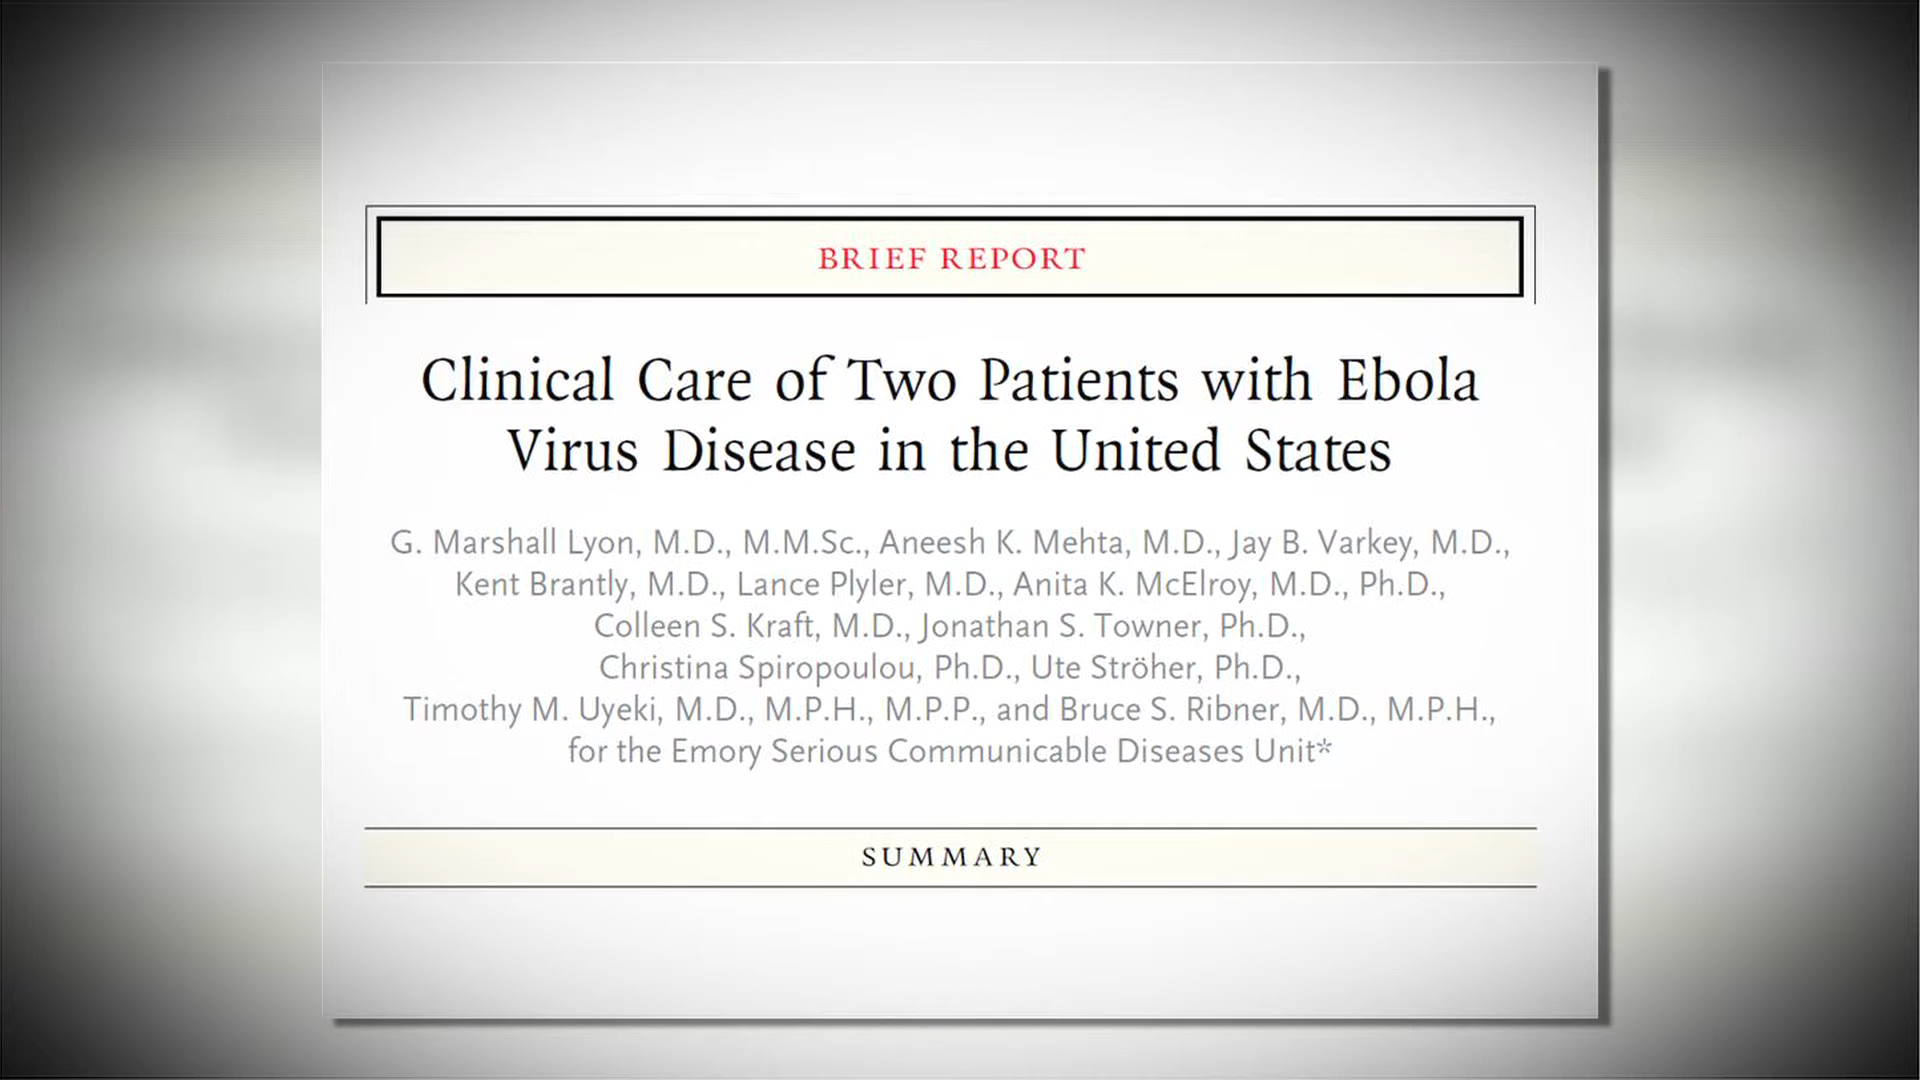 BRIEF REPORT
Clinical Care of Two Patients with Ebola
Virus Disease in the United States
G. Marshall Lyon, M.D., M.M.Sc., Aneesh K. Mehta, M.D., Jay B. Varkey, M.D.,
Kent Brantly, M.D., Lance Plyler, M.D., Anita K. McElroy, M.D., Ph.D.,
Colleen S. Kraft, M.D., Jonathan S. Towner, Ph.D.,
Christina Spiropoulou, Ph.D., Ute Ströher, Ph.D.,
Timothy M. Uyeki, M.D., M.P.H., M.P.P., and Bruce S. Ribner, M.D., M.P.H.,
for the Emory Serious Communicable Diseases Unit*
SUMMARY